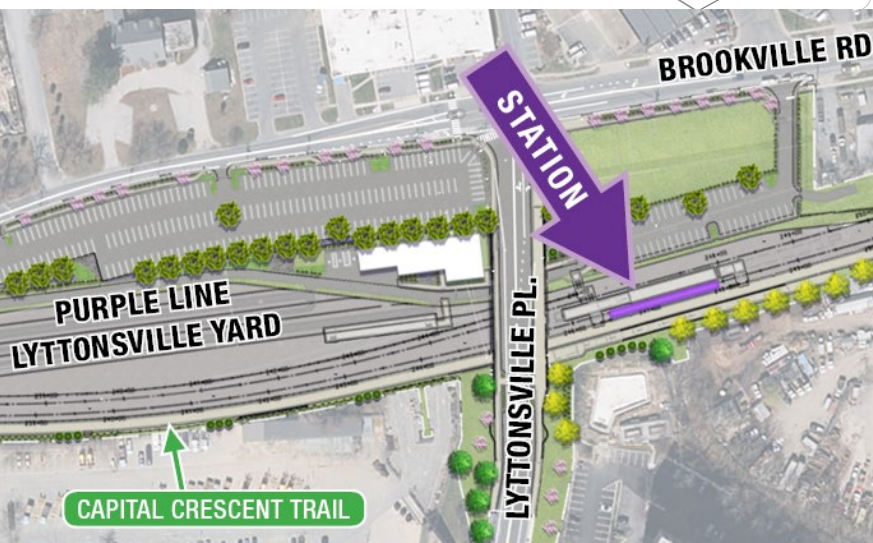 BROOKVILLE RD
STATION
PURPLE LINE
LYTTONSVILLE YARD
LYTTONSVILLE PL.
CAPITAL CRESCENT TRAIL